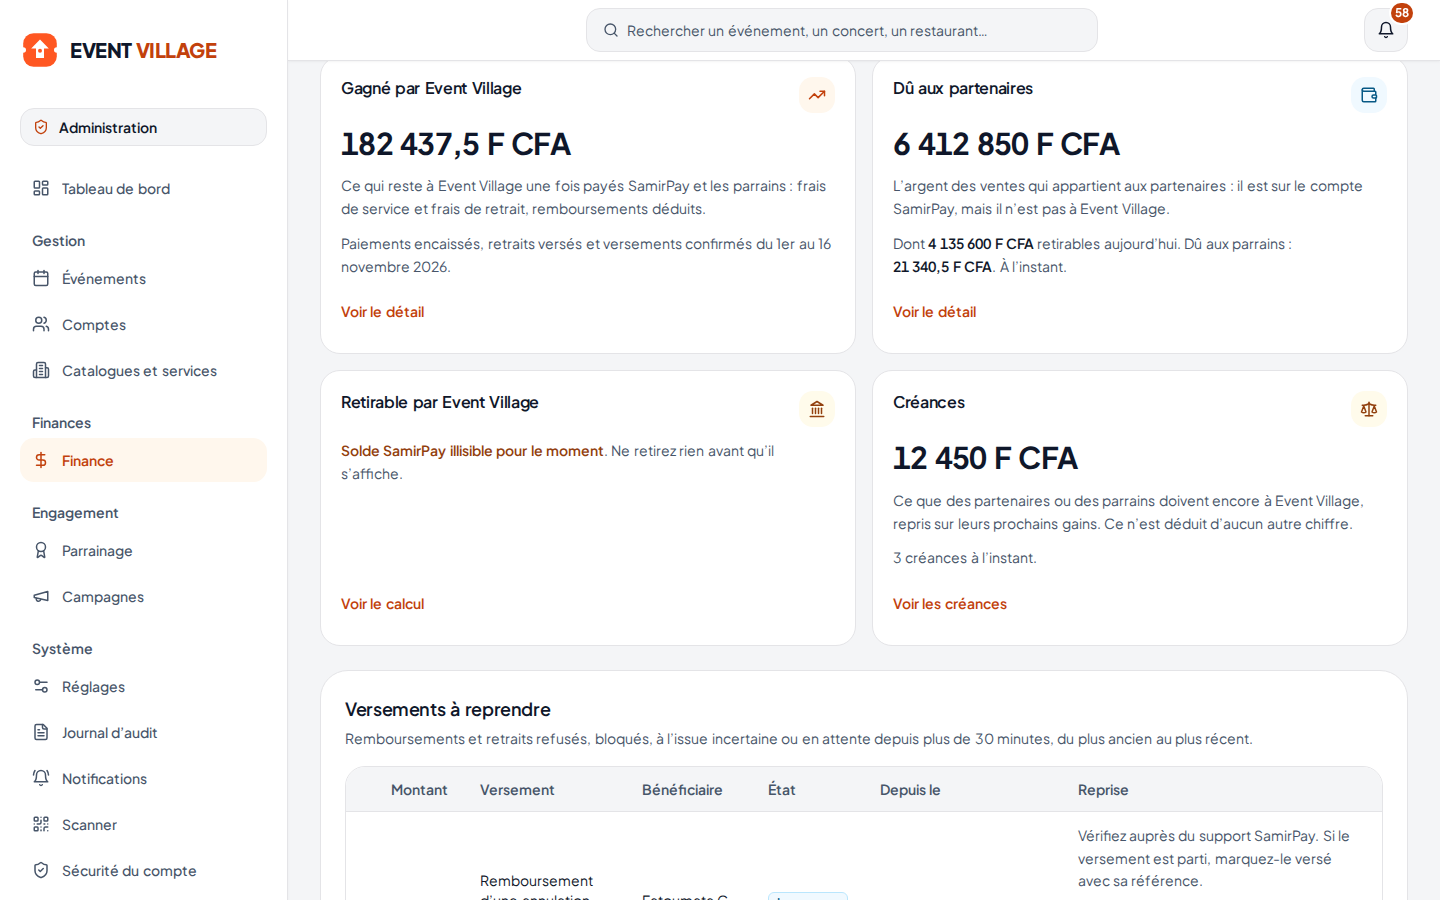 EVENT VILLAGE
Rechercher un événement, un concert, un restaurant…
58
Administration
Tableau de bord
Gestion
Événements
Comptes
Catalogues et services
Finances
Finance
Engagement
Parrainage
Campagnes
Système
Réglages
Journal d’audit
Notifications
Scanner
Sécurité du compte
Gagné par Event Village
182 437,5 F CFA
Ce qui reste à Event Village une fois payés SamirPay et les parrains : frais
de service et frais de retrait, remboursements déduits.
Paiements encaissés, retraits versés et versements confirmés du 1er au 16
novembre 2026.
Voir le détail
Dû aux partenaires
6 412 850 F CFA
L’argent des ventes qui appartient aux partenaires : il est sur le compte
SamirPay, mais il n’est pas à Event Village.
Dont 4 135 600 F CFA retirables aujourd’hui. Dû aux parrains :
21 340,5 F CFA. À l’instant.
Voir le détail
Retirable par Event Village
Solde SamirPay illisible pour le moment. Ne retirez rien avant qu’il
s’affiche.
Voir le calcul
Créances
12 450 F CFA
Ce que des partenaires ou des parrains doivent encore à Event Village,
repris sur leurs prochains gains. Ce n’est déduit d’aucun autre chiffre.
3 créances à l’instant.
Voir les créances
Versements à reprendre
Remboursements et retraits refusés, bloqués, à l’issue incertaine ou en attente depuis plus de 30 minutes, du plus ancien au plus récent.
Montant Versement Bénéficiaire État Depuis le Reprise
Vérifiez auprès du support SamirPay. Si le
versement est parti, marquez-le versé
avec sa référence.
Remboursement